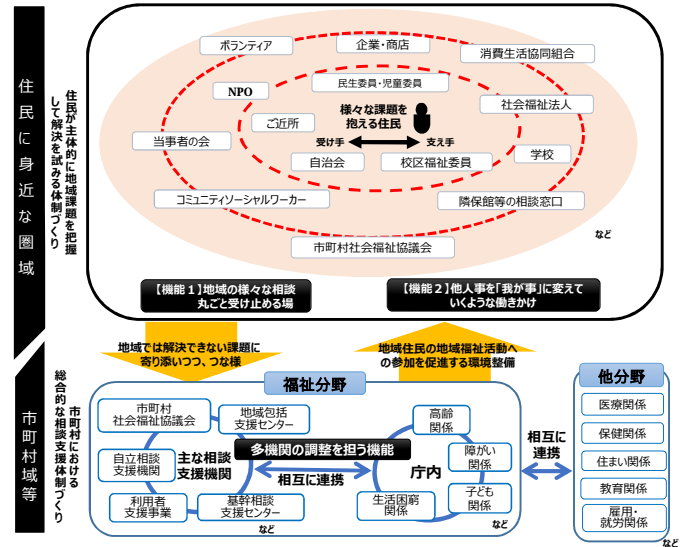 住民に身近な圏域
住民が主体的に地域課題を把握
して解決を試みる体制づくり
ボランティア
企業・商店
消費生活協同組合
民生委員・児童委員
NPO
様々な課題を
抱える住民
社会福祉法人
ご近所
受け手
支え手
当事者の会
学校
自治会
校区福祉委員
コミュニティソーシャルワーカー
隣保館等の相談窓口
市町村社会福祉協議会
など
【機能1】地域の様々な相談
丸ごと受け止める場
【機能2】他人事を「我が事」に変えて
いくような働きかけ
地域では解決できない課題に
寄り添いつつ、つな様
地域住民の地域福祉活動へ
の参加を促進する環境整備
市町村域等
市町村における
総合的な相談支援体制づくり
福祉分野
市町村
社会福祉協議会
地域包括
支援センター
自立相談
支援機関
主な相談
支援機関
利用者
支援事業
基幹相談
支援センター
など
多機関の調整を担う機能
相互に連携
高齢
関係
障がい
関係
庁内
子ども
関係
生活困窮
関係
など
相互に
連携
他分野
医療関係
保健関係
住まい関係
教育関係
雇用・
就労関係
など